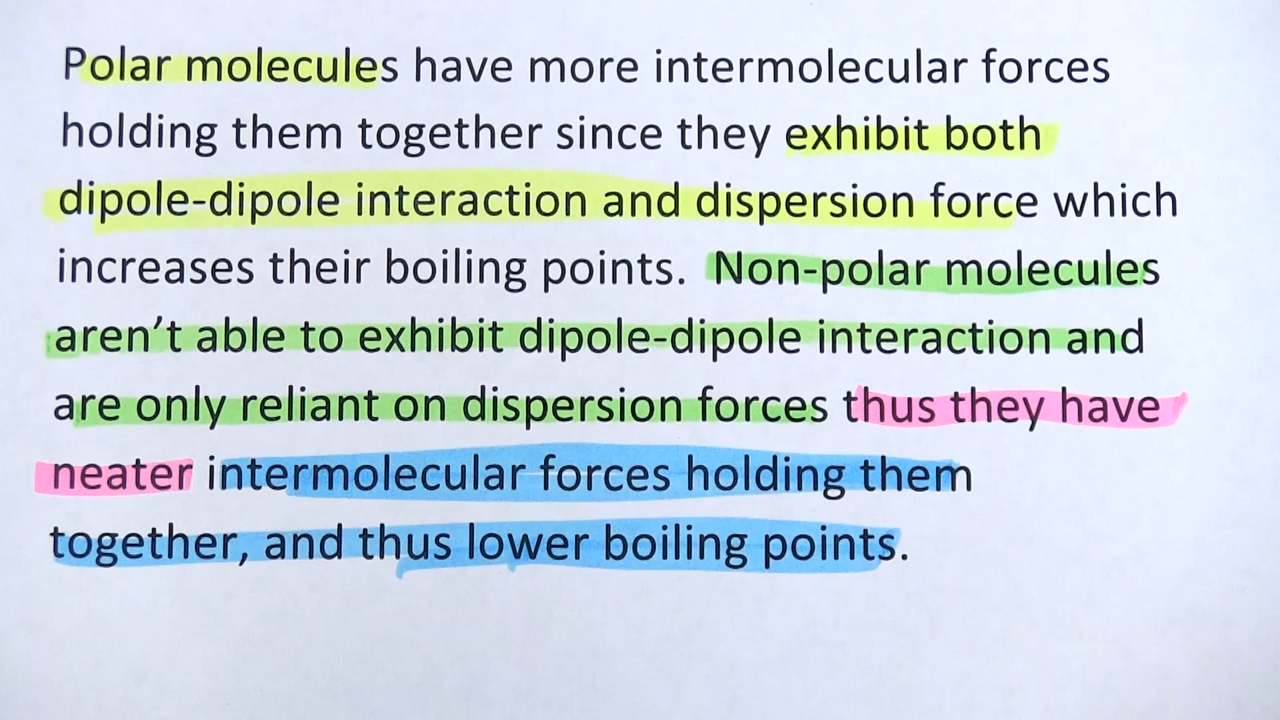 Polar molecules have more intermolecular forces
holding them together since they exhibit both
dipole-dipole interaction and dispersion force which
increases their boiling points.  Non-polar molecules
aren't able to exhibit dipole-dipole interaction and
are only reliant on dispersion forces thus they have
neater intermolecular forces holding them
together, and thus lower boiling points.